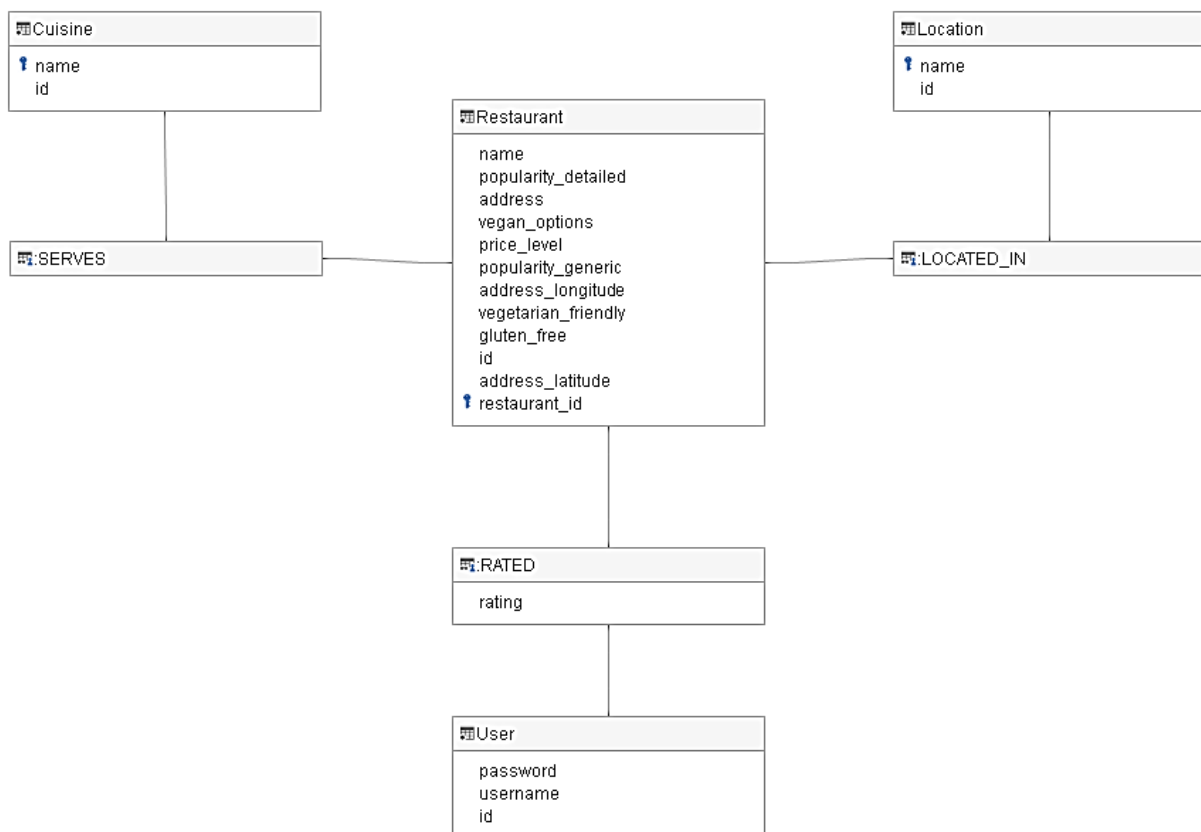 Cuisine
name
id
Location
name
id
Restaurant
name
popularity_detailed
address
vegan_options
price_level
popularity_generic
address_longitude
vegetarian_friendly
gluten_free
id
address_latitude
restaurant_id
:SERVES
:LOCATED_IN
:RATED
rating
User
password
username
id